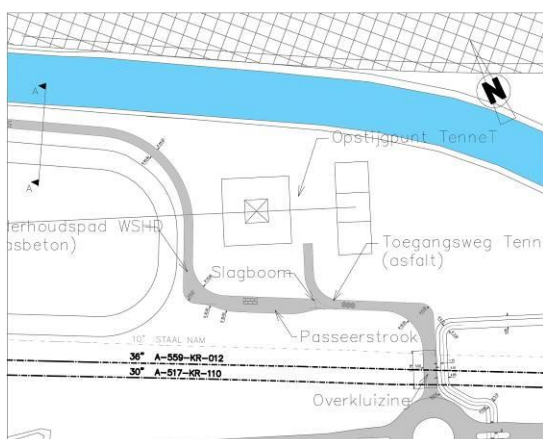 N
A
Opstijgpunt TenneT
A
derhoudspad WSHD
asbeton)
Toegangsweg Tenn
(asfalt)
Slagboom
Passeerstrook
10" STAAL NAM
36" A-559-KR-012
30" A-517-KR-110
Overkluizing